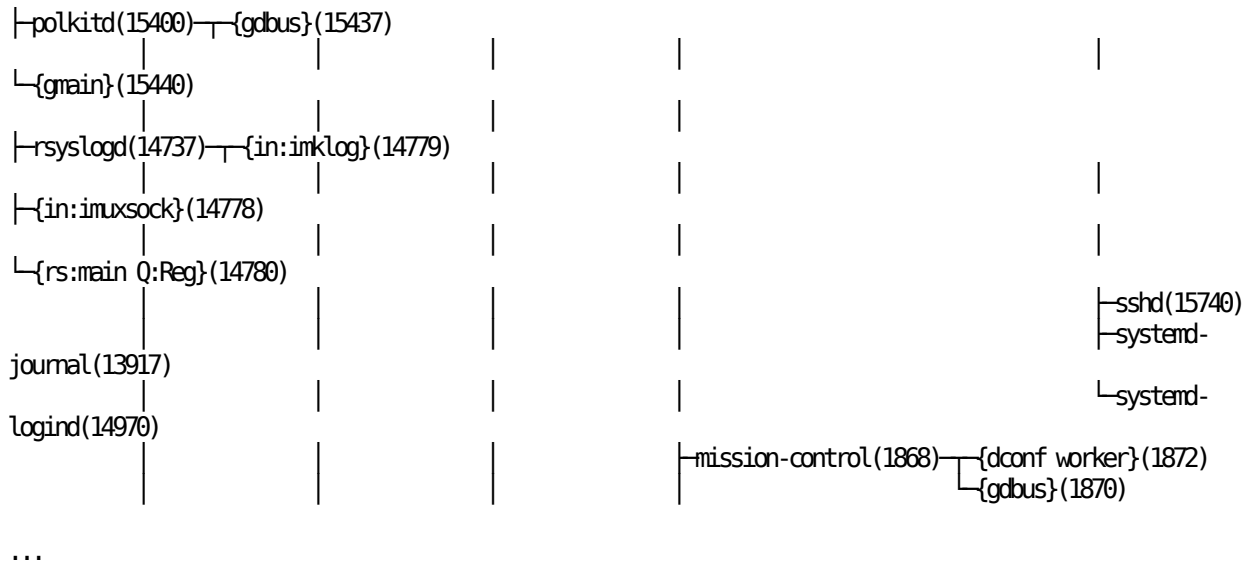 ├─polkitd(15400)─┬─{gdbus}(15437)
│ │ │ │ │
└─{gmain}(15440)
│ │ │ │
├─rsyslogd(14737)─┬─{in:imklog}(14779)
│ │ │ │ │
├─{in:imuxsock}(14778)
│ │ │ │ │
└─{rs:main Q:Reg}(14780)
│ │ │ │ ├─sshd(15740)
│ │ │ │ ├─systemd-
journal(13917)
│ │ │ │ └─systemd-
logind(14970)
│ │ │ ├─mission-control(1868)─┬─{dconf worker}(1872)
│ │ │ │ └─{gdbus}(1870)
...